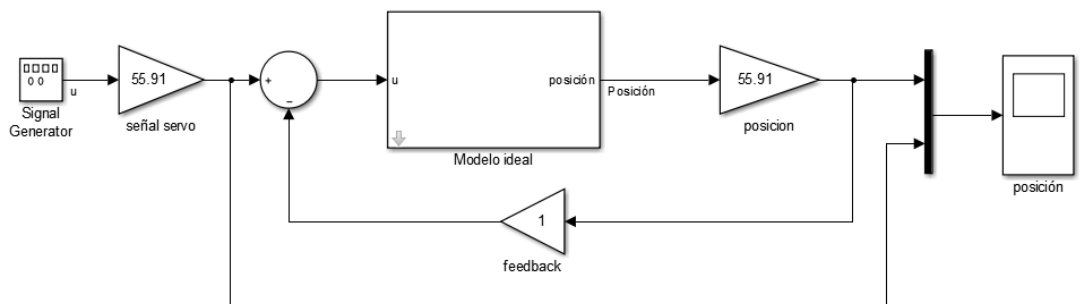 Signal
Generator
u
55.91
señal servo
+
−
u
posición
Modelo ideal
Posición
55.91
posicion
1
feedback
posición